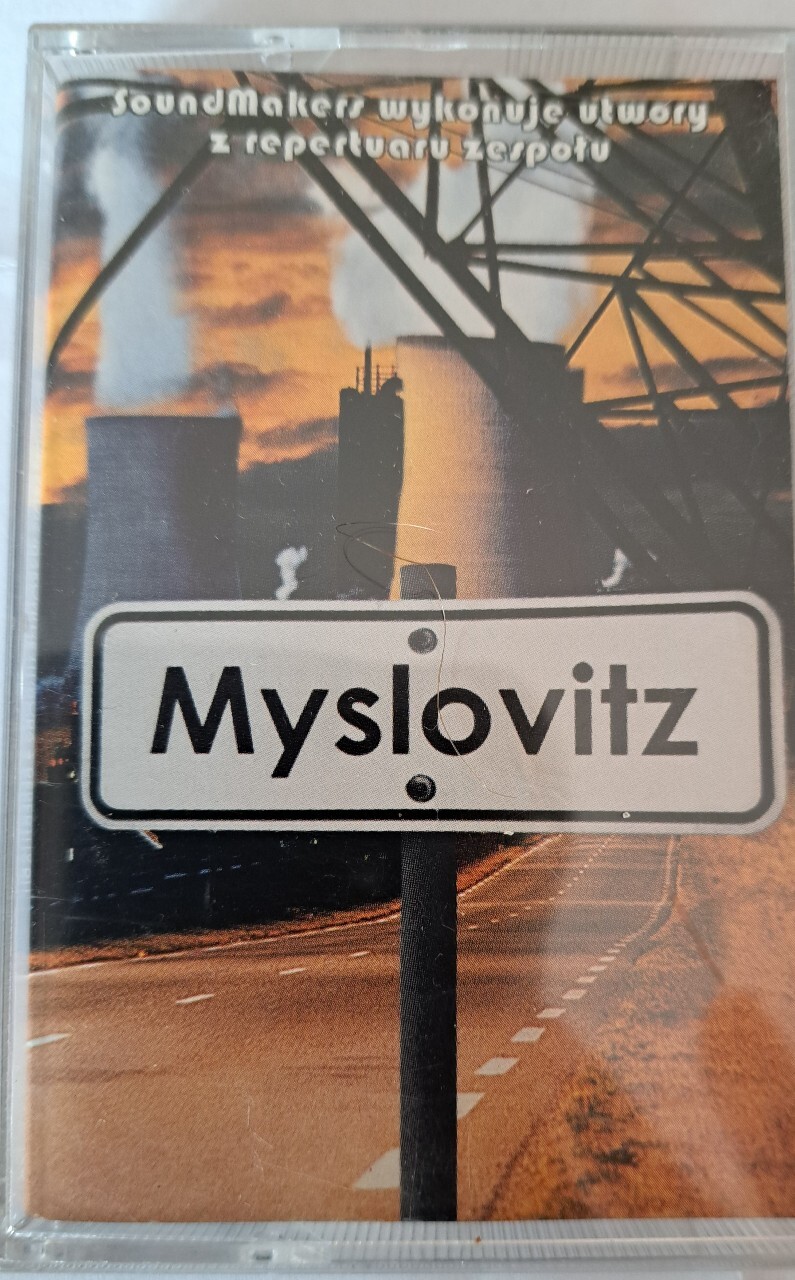 SoundMakers wykonuje utwory
z repertuaru zespołu
Myslovitz